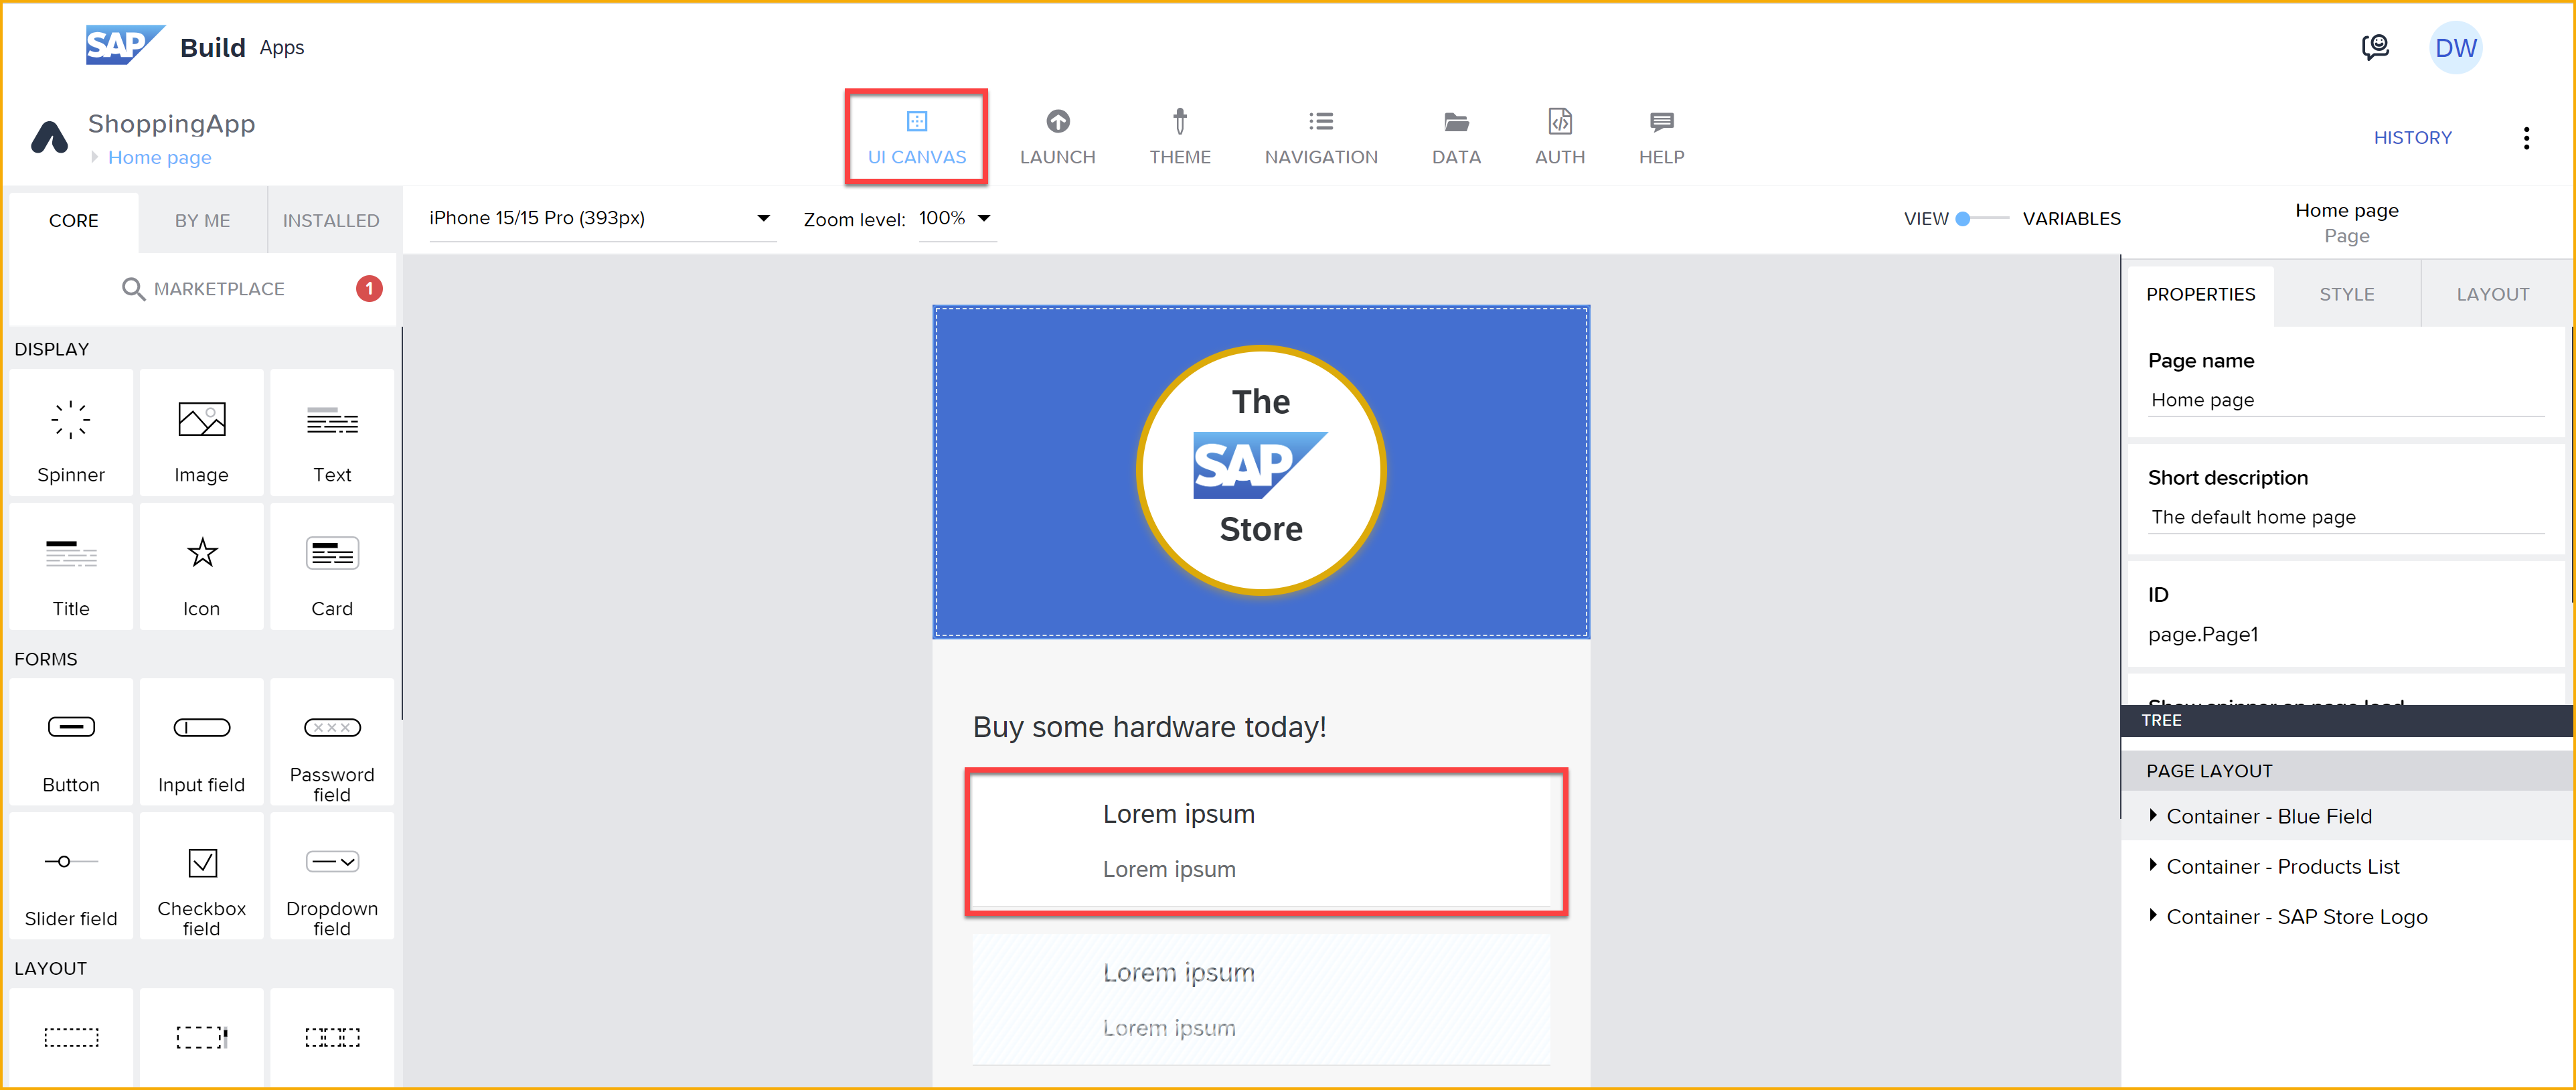 SAP Build Apps
DW
ShoppingApp
Home page
UI CANVAS
LAUNCH
THEME
NAVIGATION
DATA
AUTH
HELP
HISTORY
CORE
BY ME
INSTALLED
iPhone 15/15 Pro (393px)
Zoom level: 100%
VIEW
VARIABLES
Home page
Page
MARKETPLACE
1
PROPERTIES
STYLE
LAYOUT
DISPLAY
Spinner
Image
Text
Title
Icon
Card
FORMS
Button
Input field
Password
field
Slider field
Checkbox
field
Dropdown
field
LAYOUT
The
SAP
Store
Buy some hardware today!
Lorem ipsum
Lorem ipsum
Lorem ipsum
Lorem ipsum
Page name
Home page
Short description
The default home page
ID
page.Page1
Show spinner on page load
TREE
PAGE LAYOUT
Container - Blue Field
Container - Products List
Container - SAP Store Logo